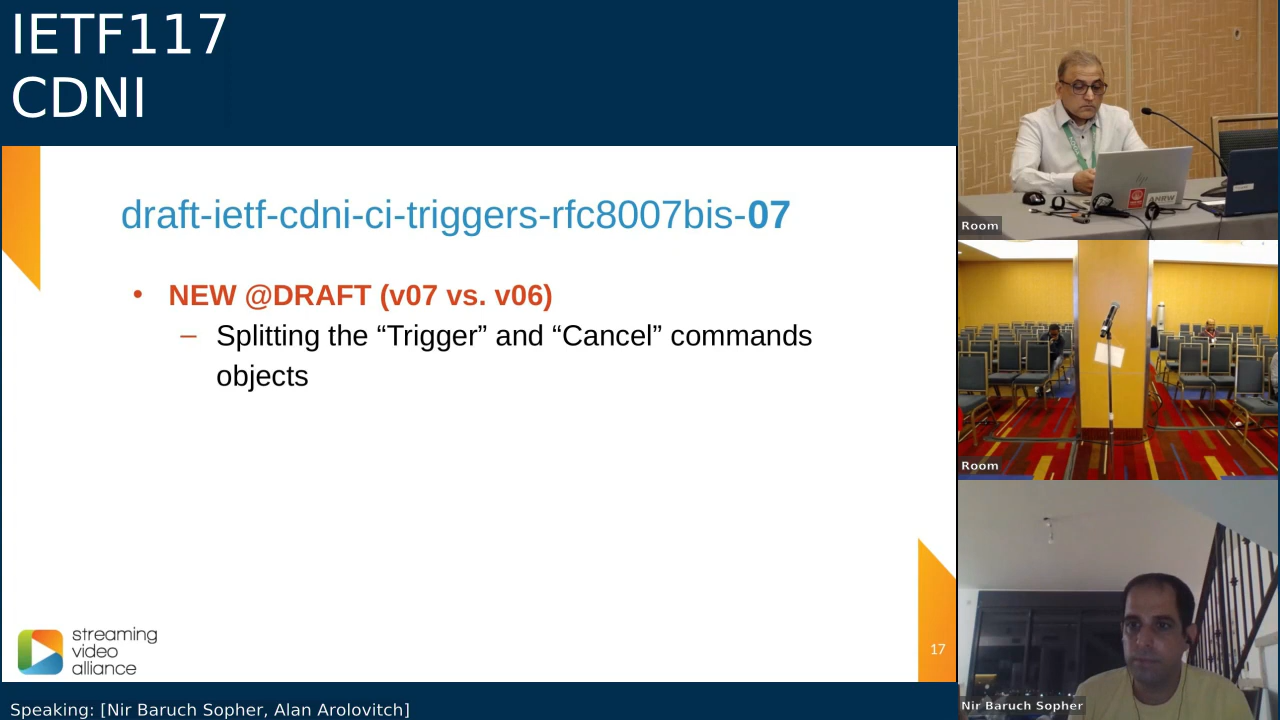 IETF117
CDNI
draft-ietf-cdni-ci-triggers-rfc8007bis-07
• NEW @DRAFT (v07 vs. v06)
– Splitting the “Trigger” and “Cancel” commands
objects
streaming
video
alliance
17
Speaking: [Nir Baruch Sopher, Alan Arolovitch]
Room
Room
Nir Baruch Sopher